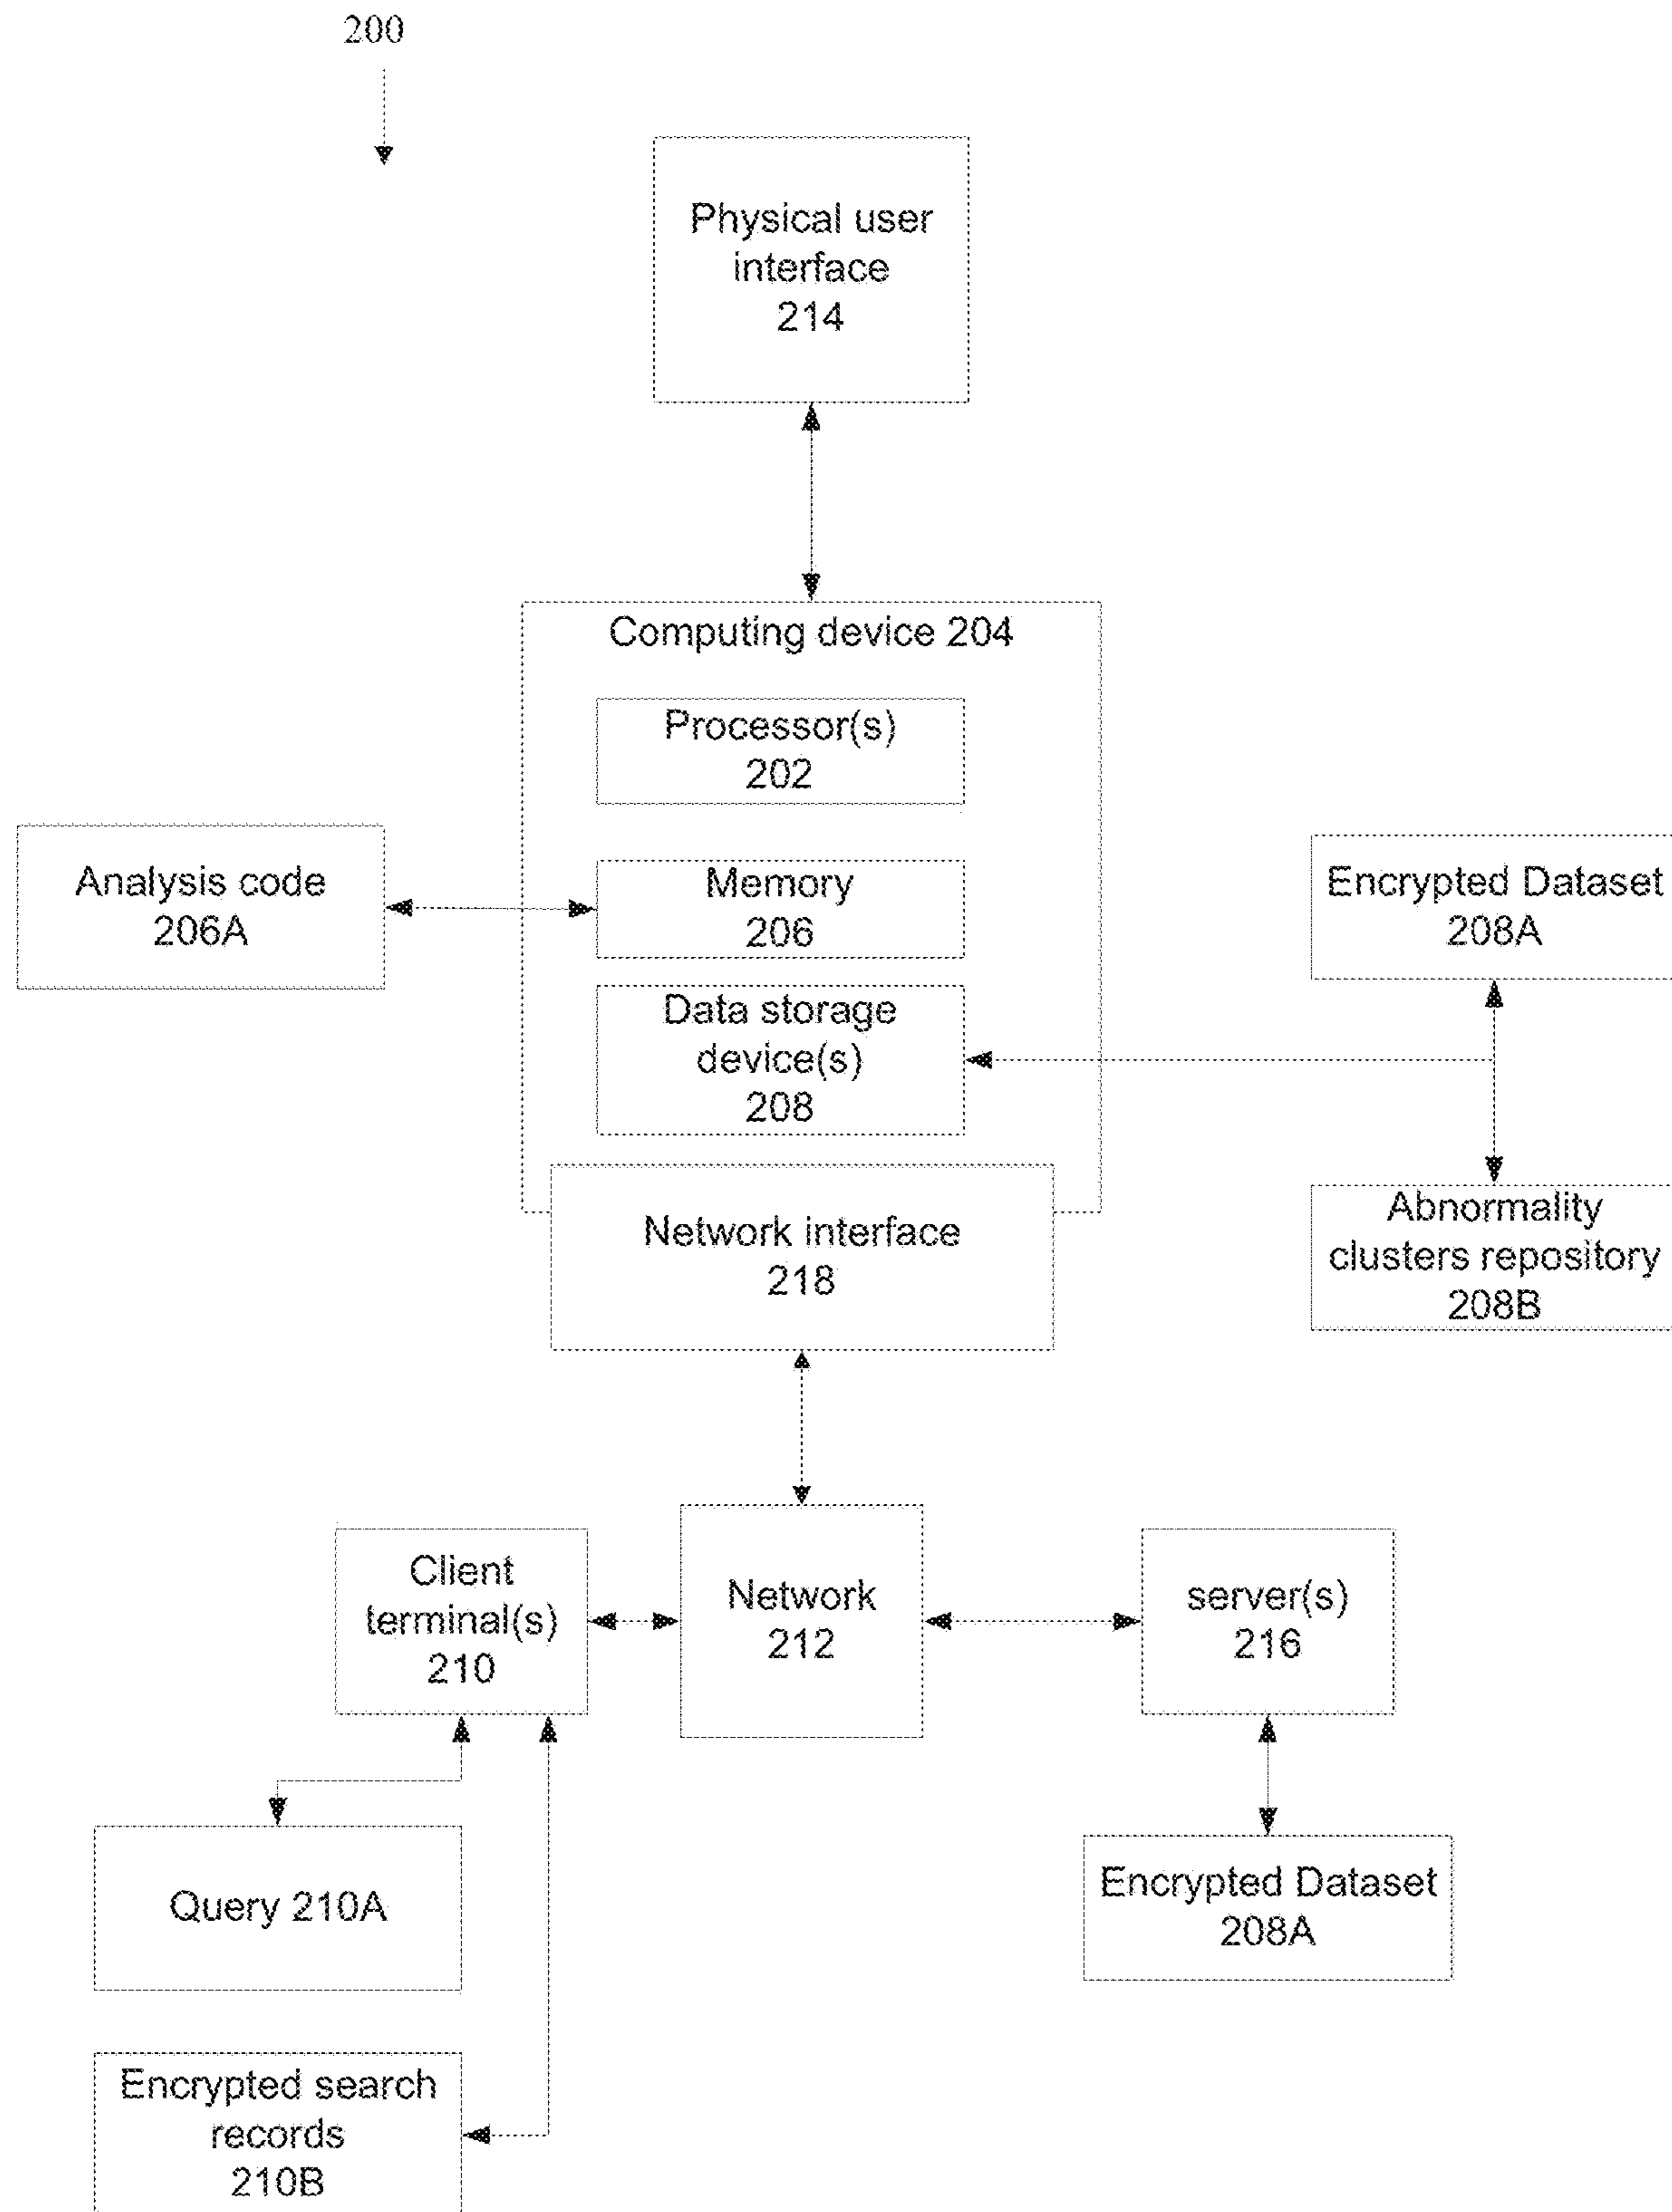 200
Physical user
interface
214
Computing device 204
Processor(s)
202
Analysis code
206A
Memory
206
Encrypted Dataset
208A
Data storage
device(s)
208
Abnormality
clusters repository
208B
Network interface
218
Client
terminal(s)
210
Network
212
server(s)
216
Query 210A
Encrypted Dataset
208A
Encrypted search
records
210B